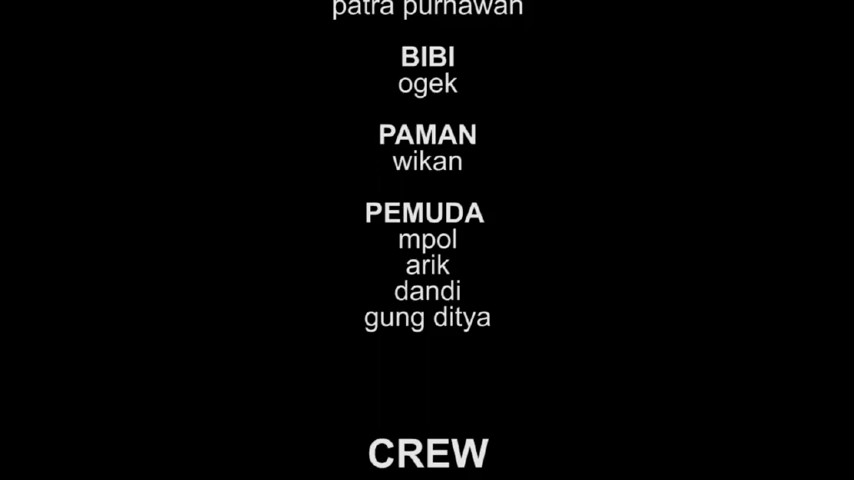 patra purnawan
BIBI
ogek
PAMAN
wikan
PEMUDA
mpol
arik
dandi
gung ditya
CREW